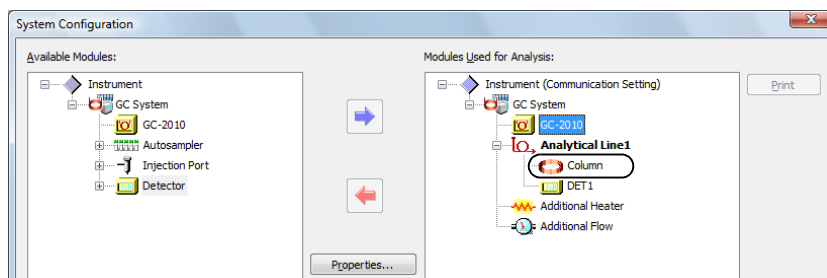 System Configuration
Available Modules:
Instrument
GC System
GC-2010
Autosampler
Injection Port
Detector
Properties...
Modules Used for Analysis:
Instrument (Communication Setting)
GC System
GC-2010
Analytical Line1
Column
DET1
Additional Heater
Additional Flow
Print